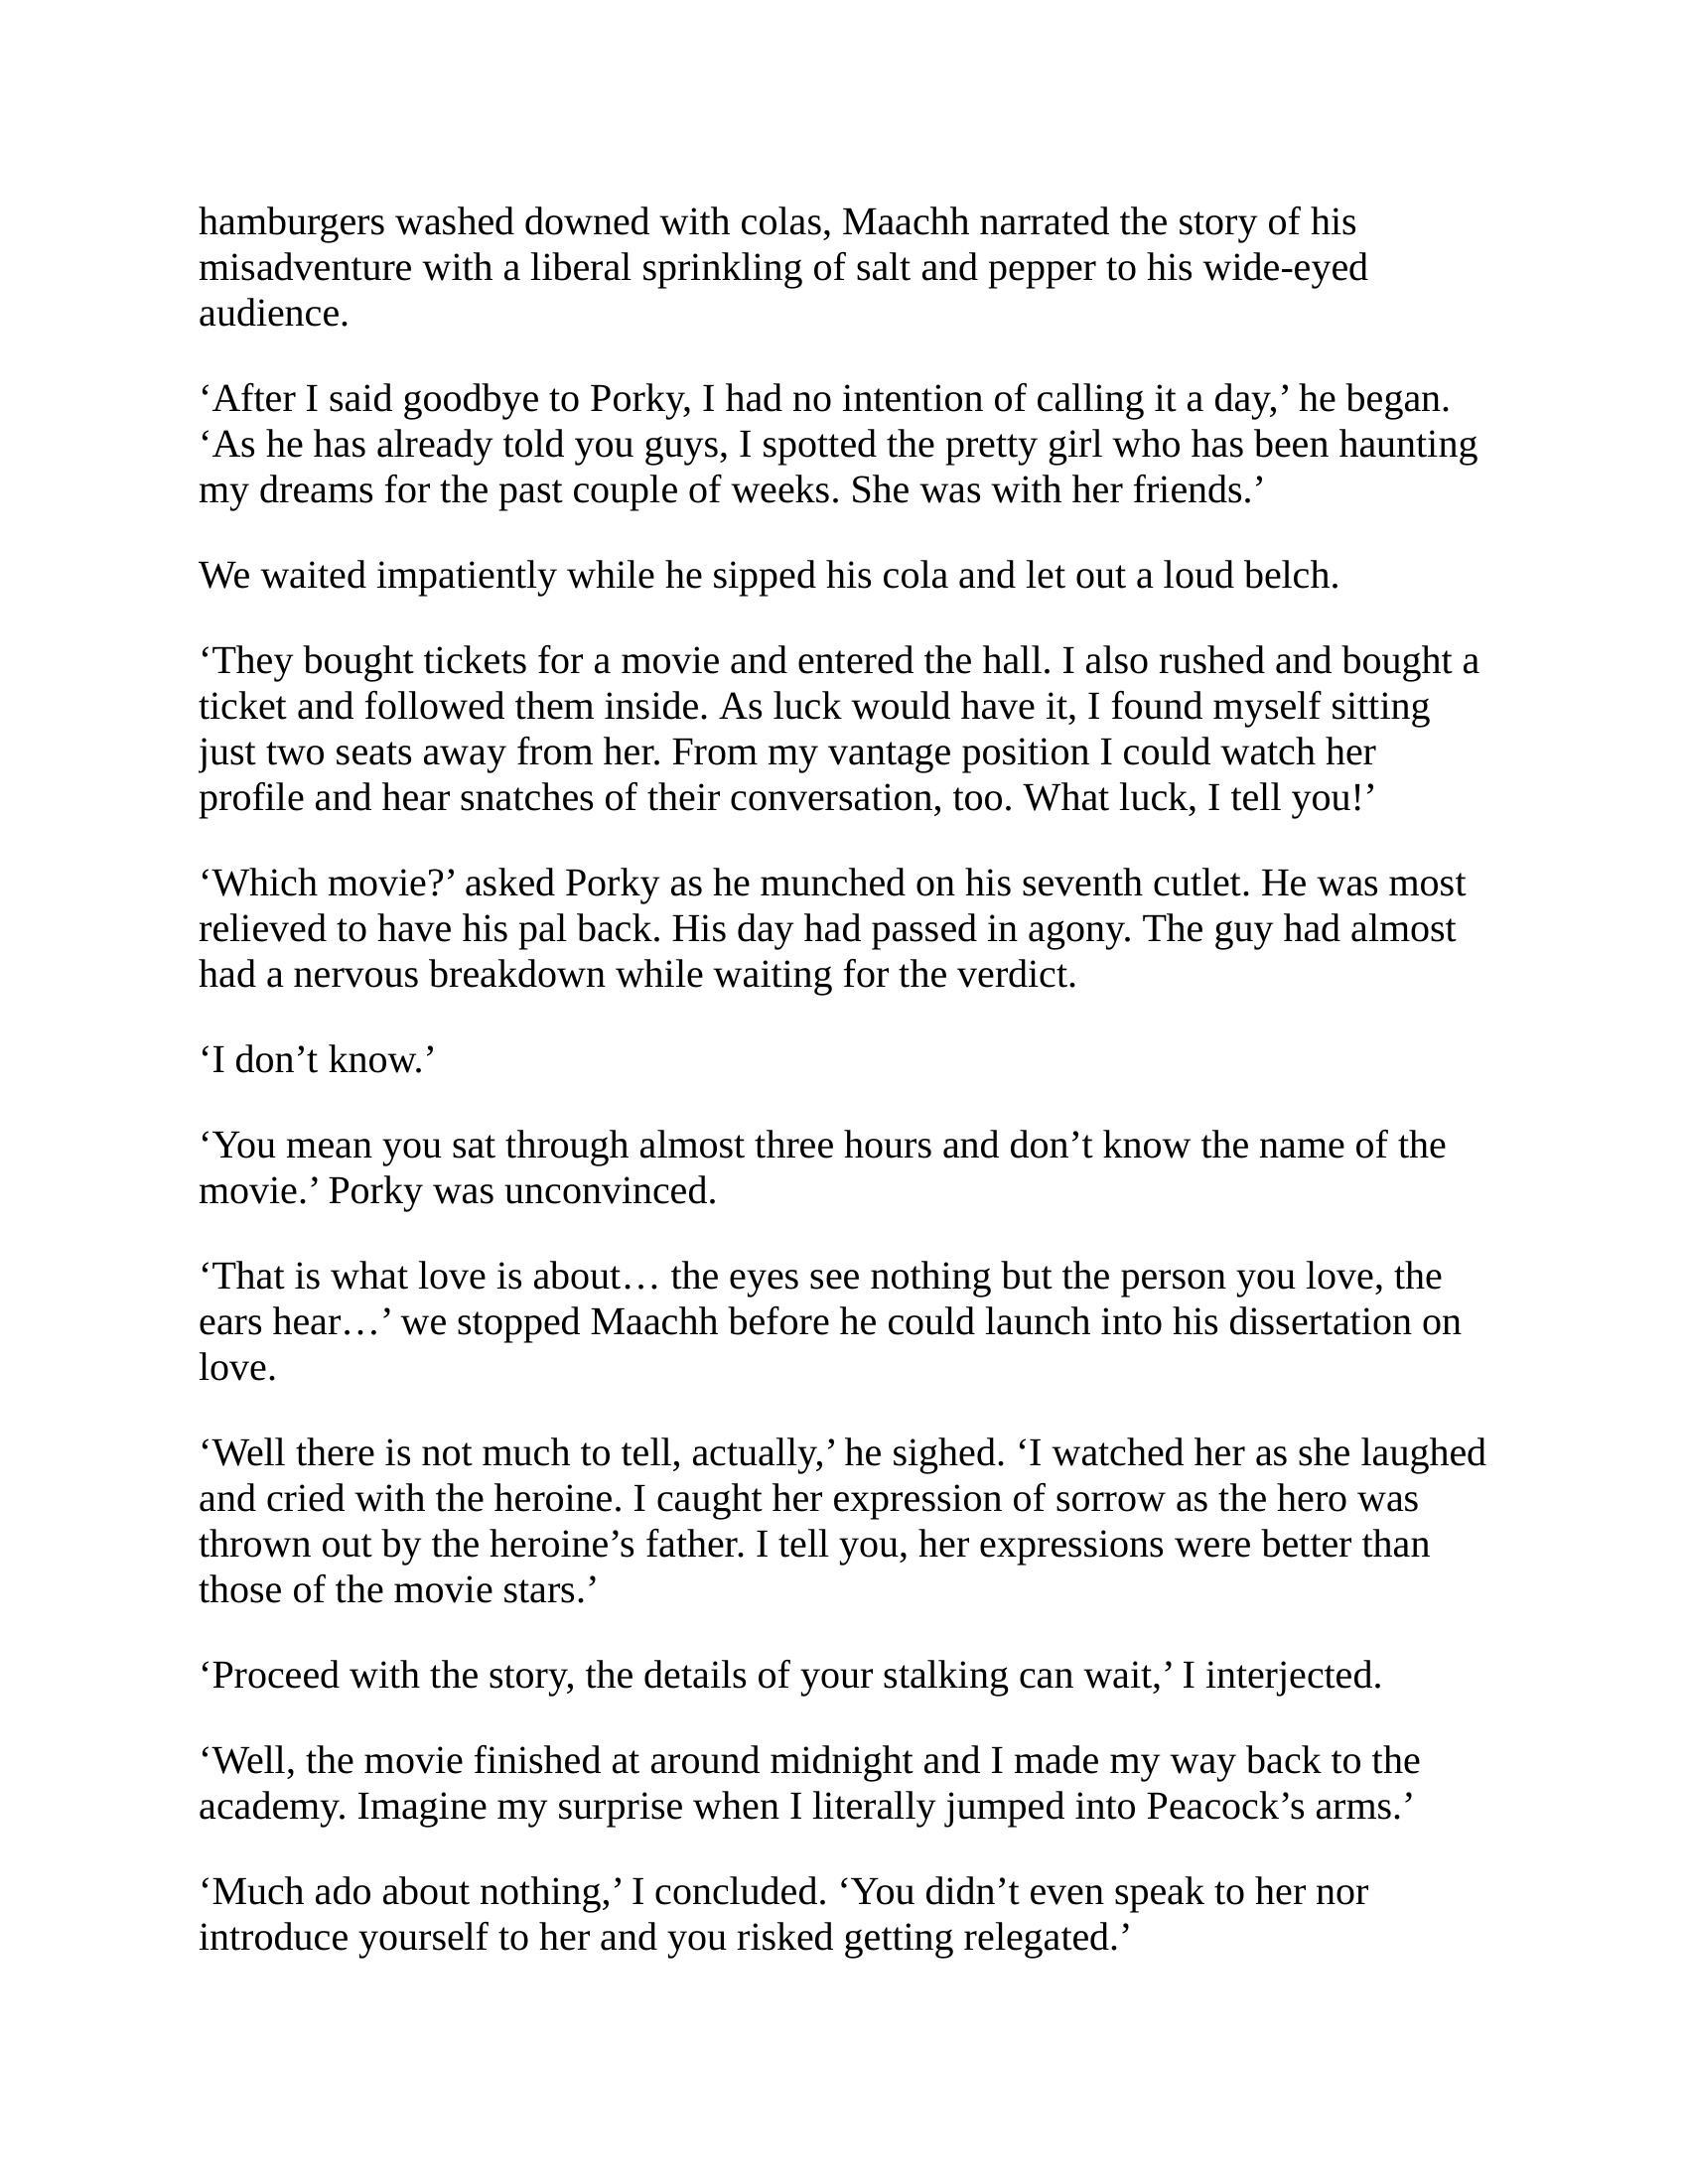 hamburgers washed downed with colas, Maachh narrated the story of his
misadventure with a liberal sprinkling of salt and pepper to his wide-eyed
audience.
‘After I said goodbye to Porky, I had no intention of calling it a day,’ he began.
‘As he has already told you guys, I spotted the pretty girl who has been haunting
my dreams for the past couple of weeks. She was with her friends.’
We waited impatiently while he sipped his cola and let out a loud belch.
‘They bought tickets for a movie and entered the hall. I also rushed and bought a
ticket and followed them inside. As luck would have it, I found myself sitting
just two seats away from her. From my vantage position I could watch her
profile and hear snatches of their conversation, too. What luck, I tell you!’
‘Which movie?’ asked Porky as he munched on his seventh cutlet. He was most
relieved to have his pal back. His day had passed in agony. The guy had almost
had a nervous breakdown while waiting for the verdict.
‘I don’t know.’
‘You mean you sat through almost three hours and don’t know the name of the
movie.’ Porky was unconvinced.
‘That is what love is about… the eyes see nothing but the person you love, the
ears hear…’ we stopped Maachh before he could launch into his dissertation on
love.
‘Well there is not much to tell, actually,’ he sighed. ‘I watched her as she laughed
and cried with the heroine. I caught her expression of sorrow as the hero was
thrown out by the heroine’s father. I tell you, her expressions were better than
those of the movie stars.’
‘Proceed with the story, the details of your stalking can wait,’ I interjected.
‘Well, the movie finished at around midnight and I made my way back to the
academy. Imagine my surprise when I literally jumped into Peacock’s arms.’
‘Much ado about nothing,’ I concluded. ‘You didn’t even speak to her nor
introduce yourself to her and you risked getting relegated.’